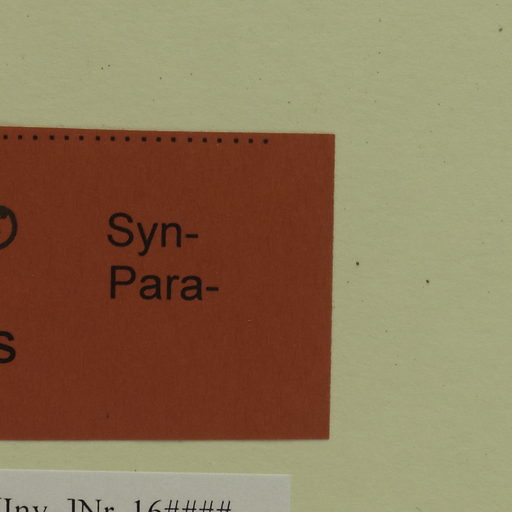 Syn-
Para-
s
[Inv. ]Nr. 16####